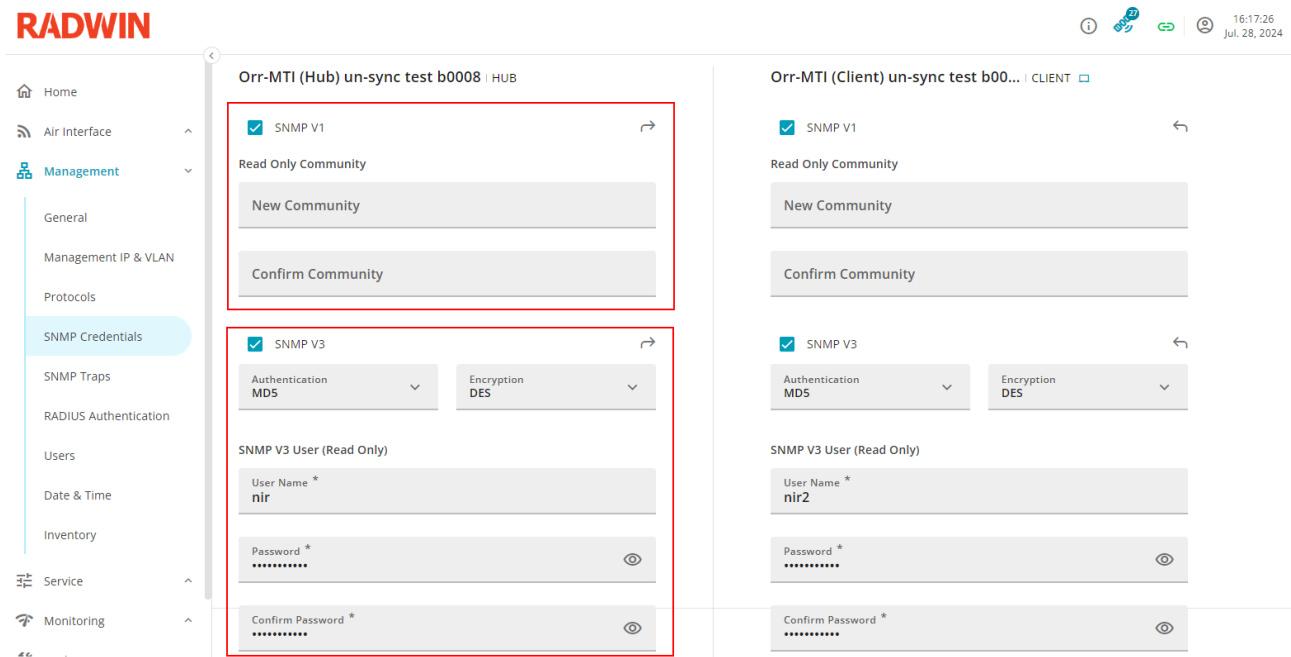 RADWIN
27
16:17:26
Jul. 28, 2024
Home
Air Interface
Management
General
Management IP & VLAN
Protocols
SNMP Credentials
SNMP Traps
RADIUS Authentication
Users
Date & Time
Inventory
Service
Monitoring
Orr-MTI (Hub) un-sync test b0008 | HUB
SNMP V1
Read Only Community
New Community
Confirm Community
SNMP V3
Authentication
MD5
Encryption
DES
SNMP V3 User (Read Only)
User Name *
nir
Password *
•••••••••••
Confirm Password *
•••••••••••
Orr-MTI (Client) un-sync test b00... | CLIENT
SNMP V1
Read Only Community
New Community
Confirm Community
SNMP V3
Authentication
MD5
Encryption
DES
SNMP V3 User (Read Only)
User Name *
nir2
Password *
•••••••••••
Confirm Password *
•••••••••••